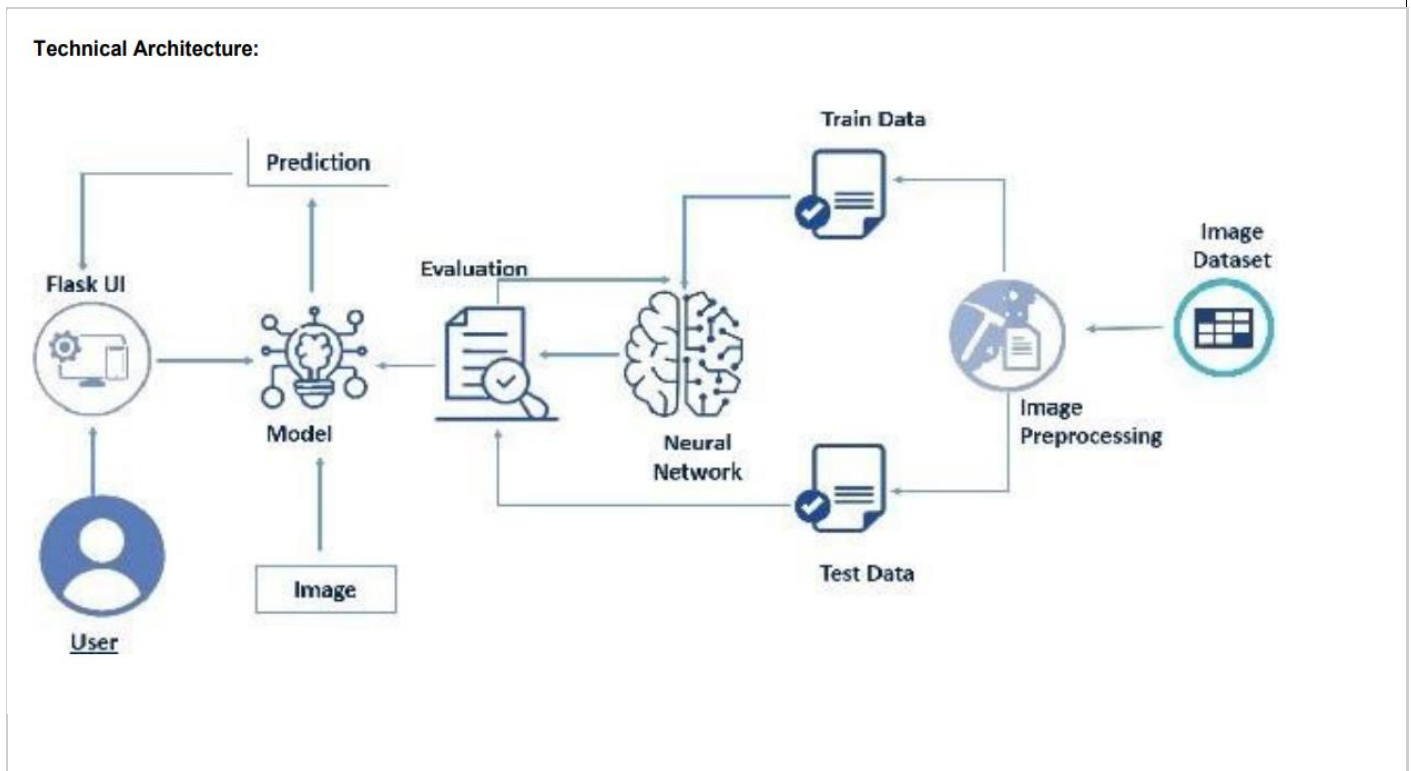 Technical Architecture:
Train Data
Prediction
Image
Dataset
Evaluation
Flask UI
Image
Preprocessing
Model
Neural
Network
Test Data
Image
User